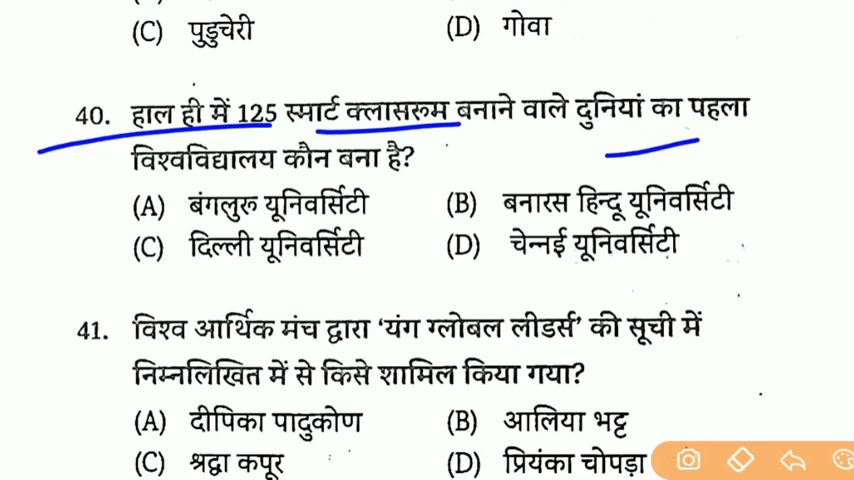 (C) पुडुचेरी (D) गोवा
40. हाल ही में 125 स्मार्ट क्लासरूम बनाने वाले दुनियां का पहला
विश्वविद्यालय कौन बना है?
(A) बंगलुरु यूनिवर्सिटी (B) बनारस हिन्दू यूनिवर्सिटी
(C) दिल्ली यूनिवर्सिटी (D) चेन्नई यूनिवर्सिटी
41. विश्व आर्थिक मंच द्वारा ‘यंग ग्लोबल लीडर्स’ की सूची में
निम्नलिखित में से किसे शामिल किया गया?
(A) दीपिका पादुकोण (B) आलिया भट्ट
(C) श्रद्धा कपूर (D) प्रियंका चोपड़ा